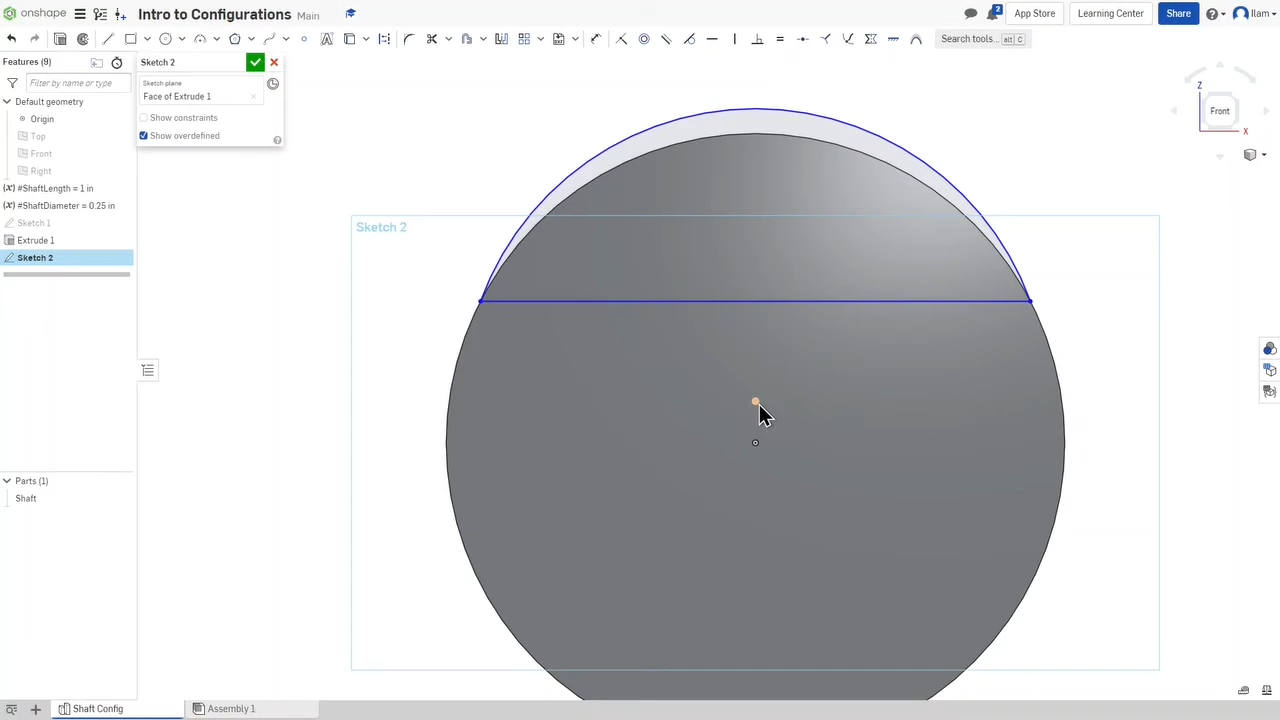 onshape Intro to Configurations Main 2 App Store Learning Center Share Ilam
Search tools... alt C
Features (9)
Filter by name or type
Default geometry
Origin
Top
Front
Right
(x) #ShaftLength = 1 in
(x) #ShaftDiameter = 0.25 in
Sketch 1
Extrude 1
Sketch 2
Parts (1)
Shaft
Sketch 2
Sketch plane
Face of Extrude 1
Show constraints
Show overdefined
Sketch 2
Z
Front
X
Shaft Config
Assembly 1